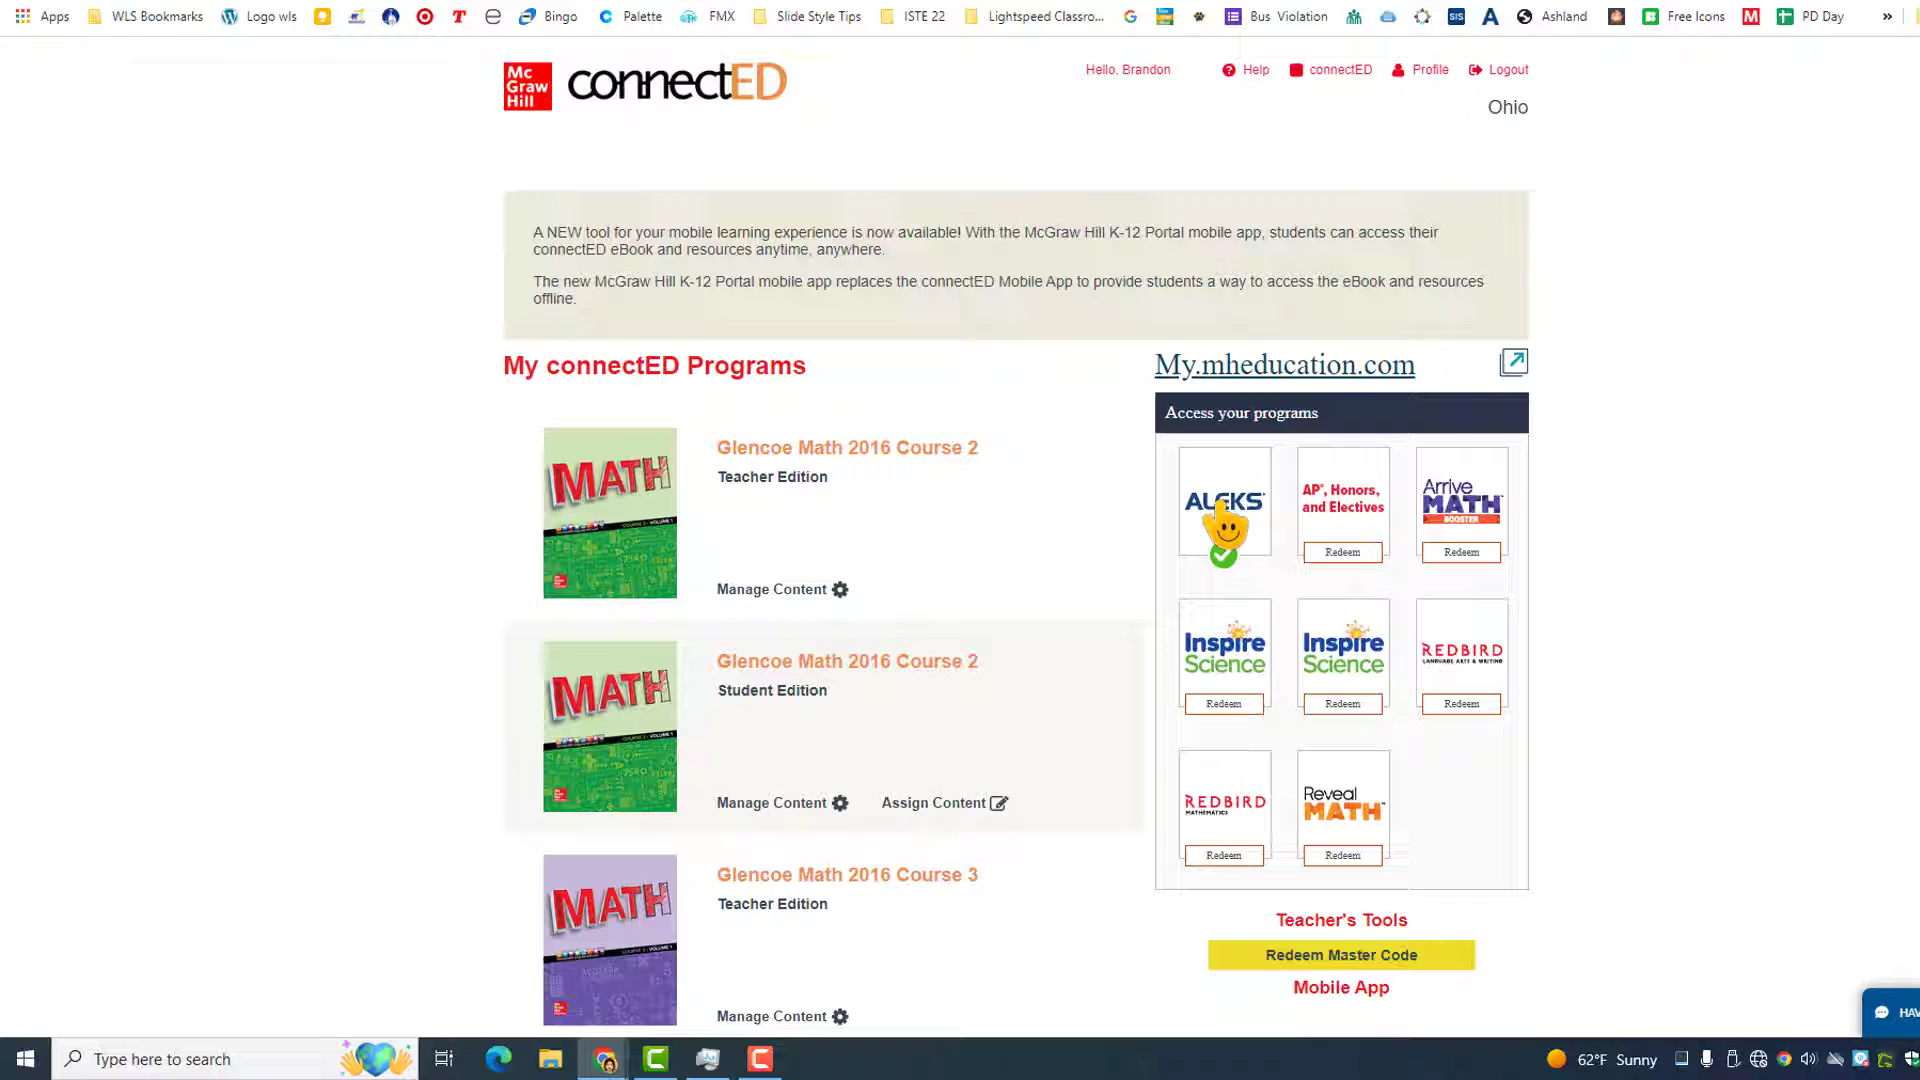 Apps WLS Bookmarks Logo wls Bingo Palette FMX Slide Style Tips ISTE 22 Lightspeed Classro... Bus Violation SIS Ashland Free Icons PD Day »
Mc Graw Hill
connectED
Hello, Brandon Help connectED Profile Logout
Ohio
A NEW tool for your mobile learning experience is now available! With the McGraw Hill K-12 Portal mobile app, students can access their
connectED eBook and resources anytime, anywhere.
The new McGraw Hill K-12 Portal mobile app replaces the connectED Mobile App to provide students a way to access the eBook and resources
offline.
My connectED Programs
MATH
Glencoe Math 2016 Course 2
Teacher Edition
Manage Content
MATH
Glencoe Math 2016 Course 2
Student Edition
Manage Content Assign Content
MATH
Glencoe Math 2016 Course 3
Teacher Edition
Manage Content
My.mheducation.com
Access your programs
ALEKS
AP®, Honors,
and Electives
Redeem
Arrive
MATH
BOOSTER
Redeem
Inspire
Science
Redeem
Inspire
Science
Redeem
REDBIRD
LANGUAGE ARTS & WRITING
Redeem
REDBIRD
MATHEMATICS
Redeem
Reveal
MATH™
Redeem
Teacher's Tools
Redeem Master Code
Mobile App
HAV
Type here to search
62°F Sunny